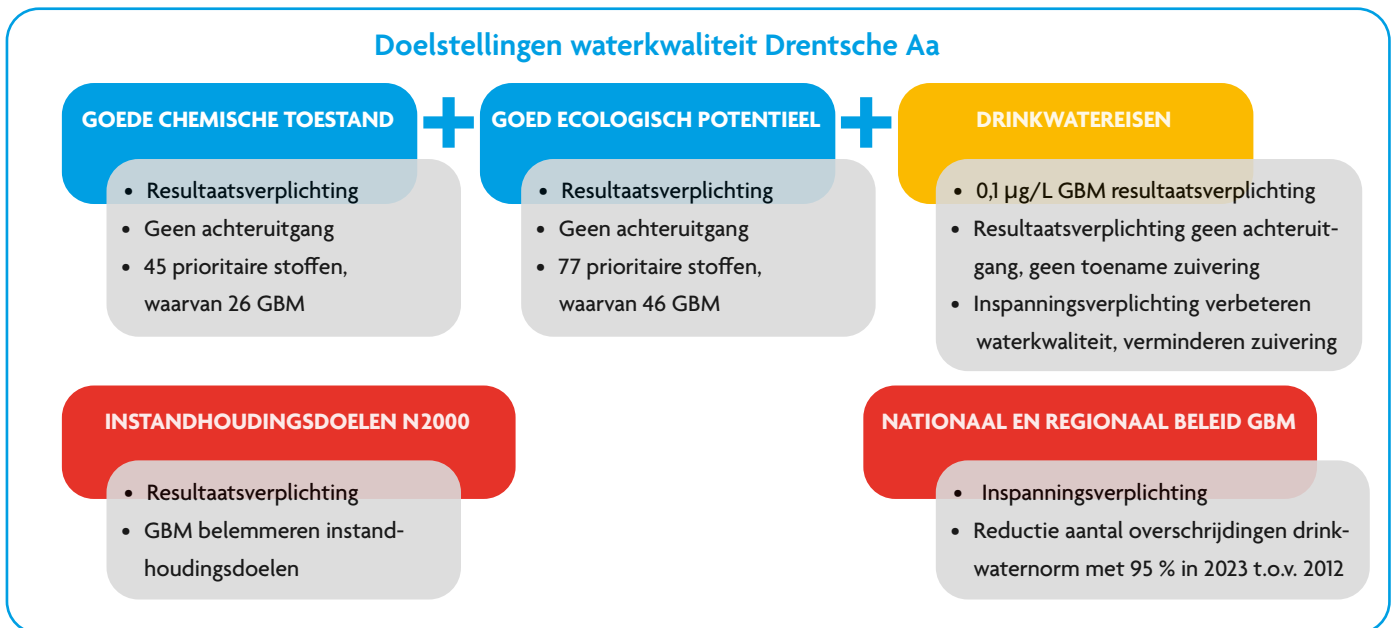 Doelstellingen waterkwaliteit Drentsche Aa
GOEDE CHEMISCHE TOESTAND
• Resultaatsverplichting
• Geen achteruitgang
• 45 prioritaire stoffen,
waarvan 26 GBM
GOED ECOLOGISCH POTENTIEEL
• Resultaatsverplichting
• Geen achteruitgang
• 77 prioritaire stoffen,
waarvan 46 GBM
DRINKWATEREISEN
• 0,1 µg/L GBM resultaatsverplichting
• Resultaatsverplichting geen achteruit-
gang, geen toename zuivering
• Inspanningsverplichting verbeteren
waterkwaliteit, verminderen zuivering
INSTANDHOUDINGSDOELEN N2000
• Resultaatsverplichting
• GBM belemmeren instand-
houdingsdoelen
NATIONAAL EN REGIONAAL BELEID GBM
• Inspanningsverplichting
• Reductie aantal overschrijdingen drink-
waternorm met 95 % in 2023 t.o.v. 2012